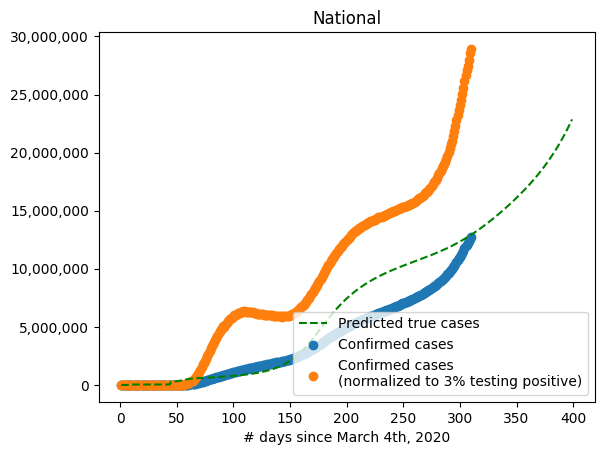 National
30,000,000
25,000,000
20,000,000
15,000,000
10,000,000
5,000,000
0
Predicted true cases
Confirmed cases
Confirmed cases
(normalized to 3% testing positive)
0 50 100 150 200 250 300 350 400
# days since March 4th, 2020